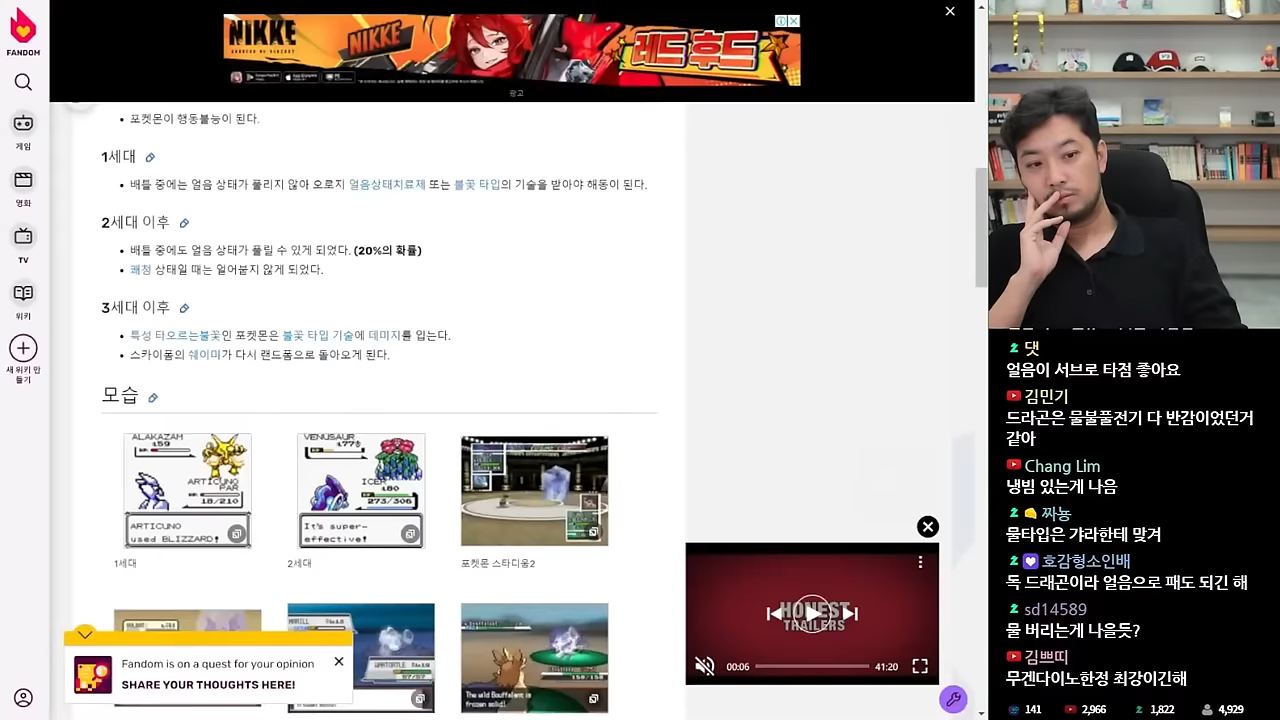 FANDOM
게임
영화
TV
위키
새 위키 만들기
NIKKE
NIKKE
레드 후드
광고
포켓몬이 행동불능이 된다.
1세대
배틀 중에는 얼음 상태가 풀리지 않아 오로지 얼음상태치료제 또는 불꽃 타입의 기술을 받아야 해동이 된다.
2세대 이후
배틀 중에도 얼음 상태가 풀릴 수 있게 되었다. (20%의 확률)
쾌청 상태일 때는 얼어붙지 않게 되었다.
3세대 이후
특성 타오르는불꽃인 포켓몬은 불꽃 타입 기술에 데미지를 입는다.
스카이폼의 쉐이미가 다시 랜드폼으로 돌아오게 된다.
모습
ALAKAZAM
:L59
ARTICUNO
PAR
18/210
ARTICUNO
used BLIZZARD!
VENUSAUR
:L77
ICE
:L80
273/306
It's super-
effective!
1세대
2세대
포켓몬 스타디움2
The wild Bouffalant is
frozen solid!
Fandom is on a quest for your opinion
SHARE YOUR THOUGHTS HERE!
HONEST
TRAILERS
00:06
41:20
댓
얼음이 서브로 타점 좋아요
김민기
드라곤은 물불풀전기 다 반감이었던거
같아
Chang Lim
냉빔 있는게 나음
짜농
물타입은 갸라한테 맞겨
호감형소인배
독 드래곤이라 얼음으로 패도 되긴 해
sd14589
물 버리는게 나을듯?
김쁘띠
무겐다이노한정 최강이긴해
141
2,966
1,822
4,929